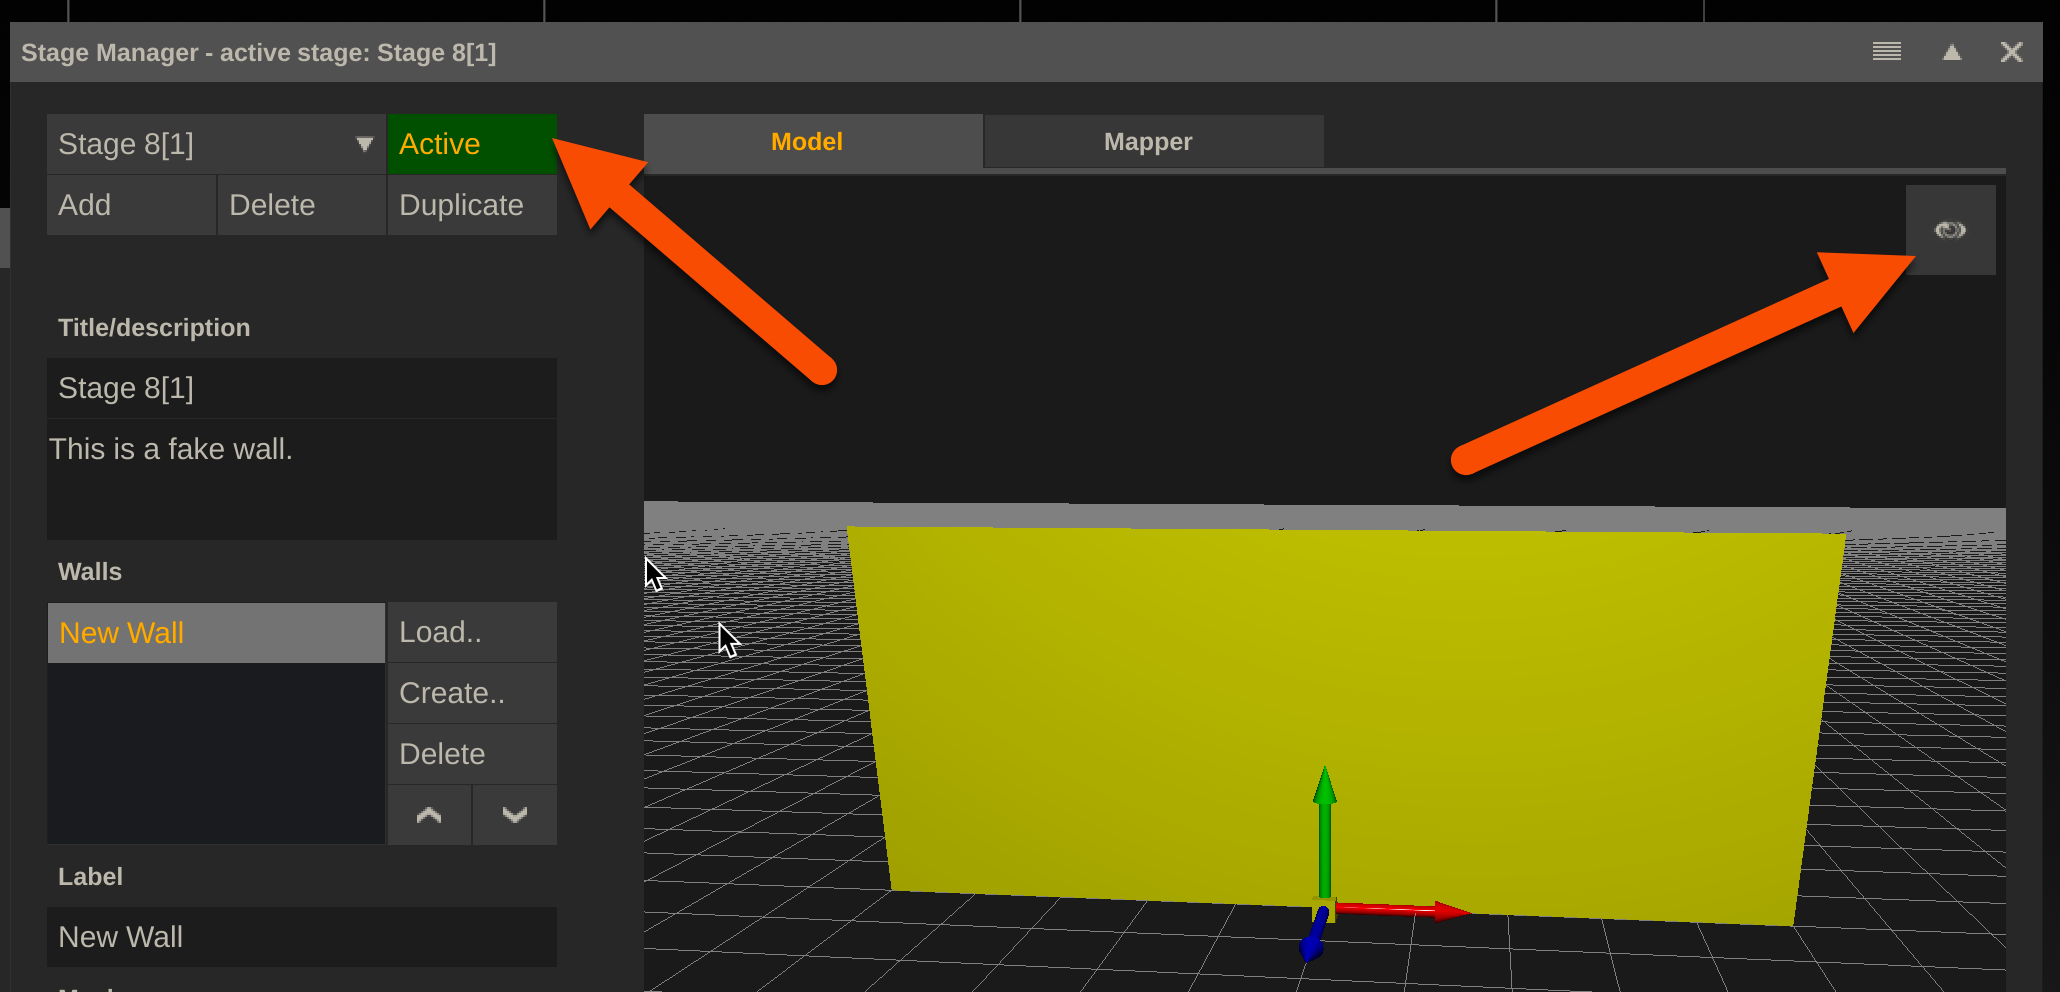 Stage Manager - active stage: Stage 8[1]
Stage 8[1]
Active
Add
Delete
Duplicate
Title/description
Stage 8[1]
This is a fake wall.
Walls
New Wall
Load..
Create..
Delete
Label
New Wall
Model
Mapper